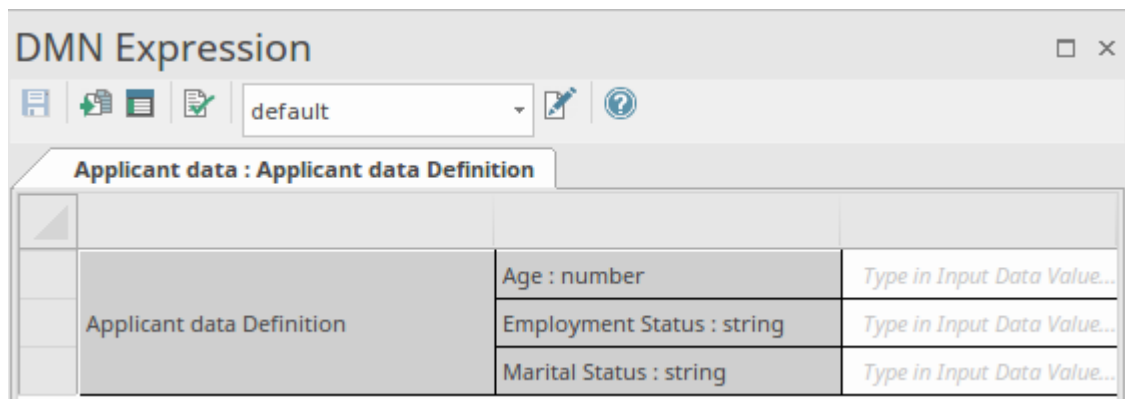 DMN Expression
default
Applicant data : Applicant data Definition
Age : number
Type in Input Data Value...
Applicant data Definition
Employment Status : string
Type in Input Data Value...
Marital Status : string
Type in Input Data Value...